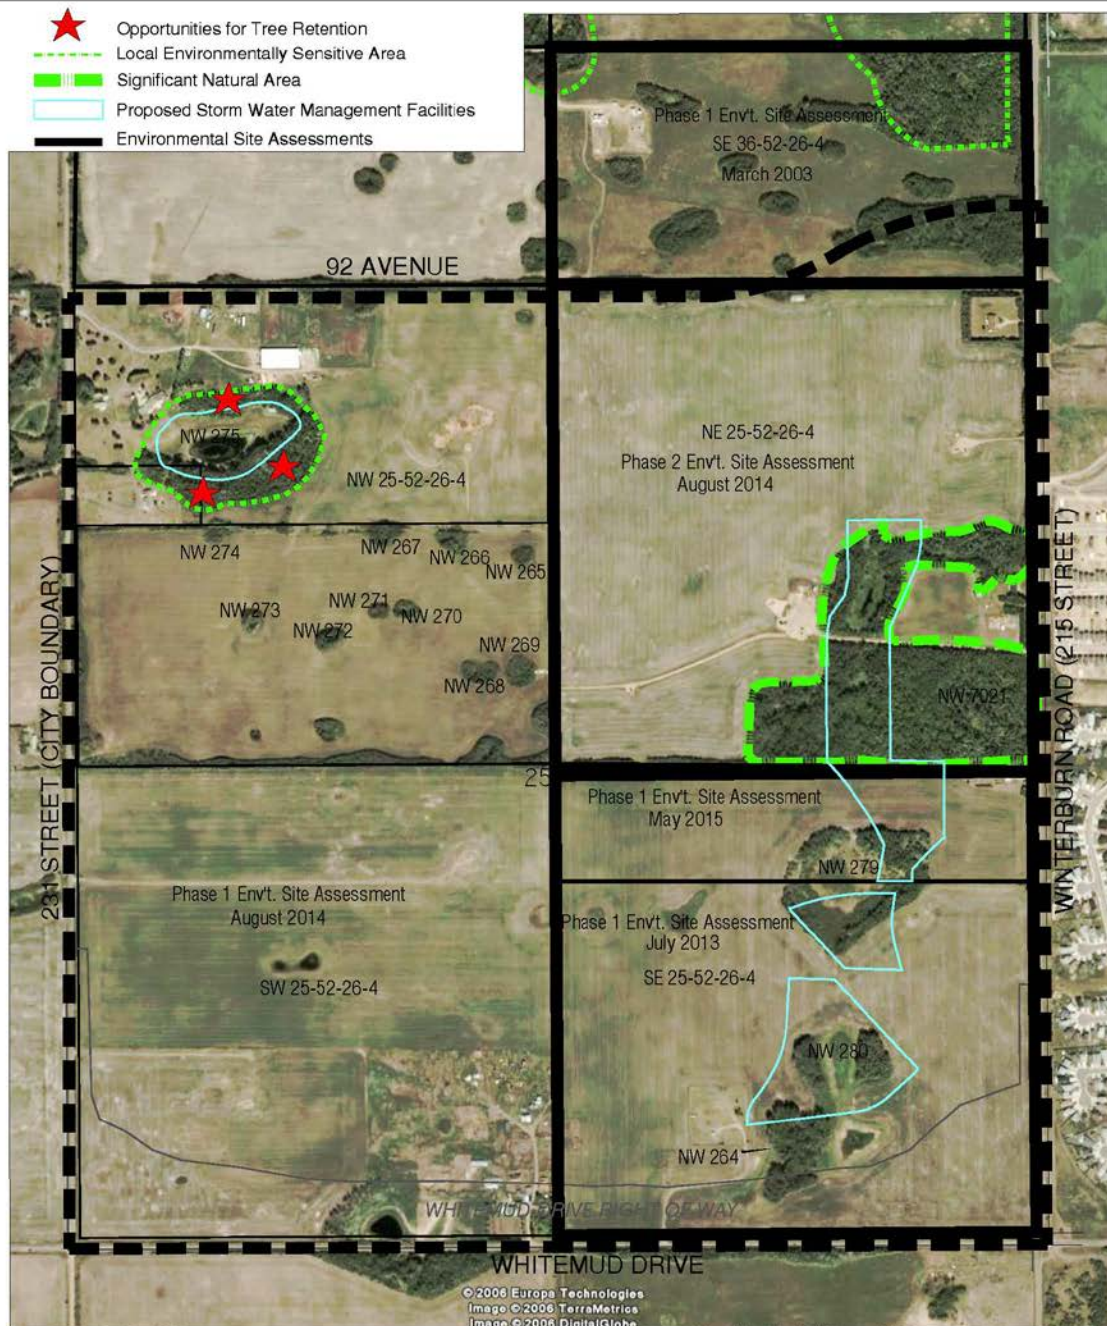 Opportunities for Tree Retention
Local Environmentally Sensitive Area
Significant Natural Area
Proposed Storm Water Management Facilities
Environmental Site Assessments
Phase 1 Env't. Site Assessment
SE 36-52-26-4
March 2003
92 AVENUE
NW 275
NW 25-52-26-4
NE 25-52-26-4
Phase 2 Env't. Site Assessment
August 2014
NW 274
NW 267
NW 266
NW 265
NW 273
NW 271
NW 270
NW 272
NW 269
NW 268
NW 7021
231 STREET (CITY BOUNDARY)
WINTERBURN ROAD (215 STREET)
25
Phase 1 Env't. Site Assessment
May 2015
NW 279
Phase 1 Env't. Site Assessment
August 2014
SW 25-52-26-4
Phase 1 Env't. Site Assessment
July 2013
SE 25-52-26-4
NW 280
NW 264
WHITEMUD DRIVE RIGHT OF WAY
WHITEMUD DRIVE
© 2006 Europa Technologies
Image © 2006 TerraMetrics
Image © 2006 DigitalGlobe